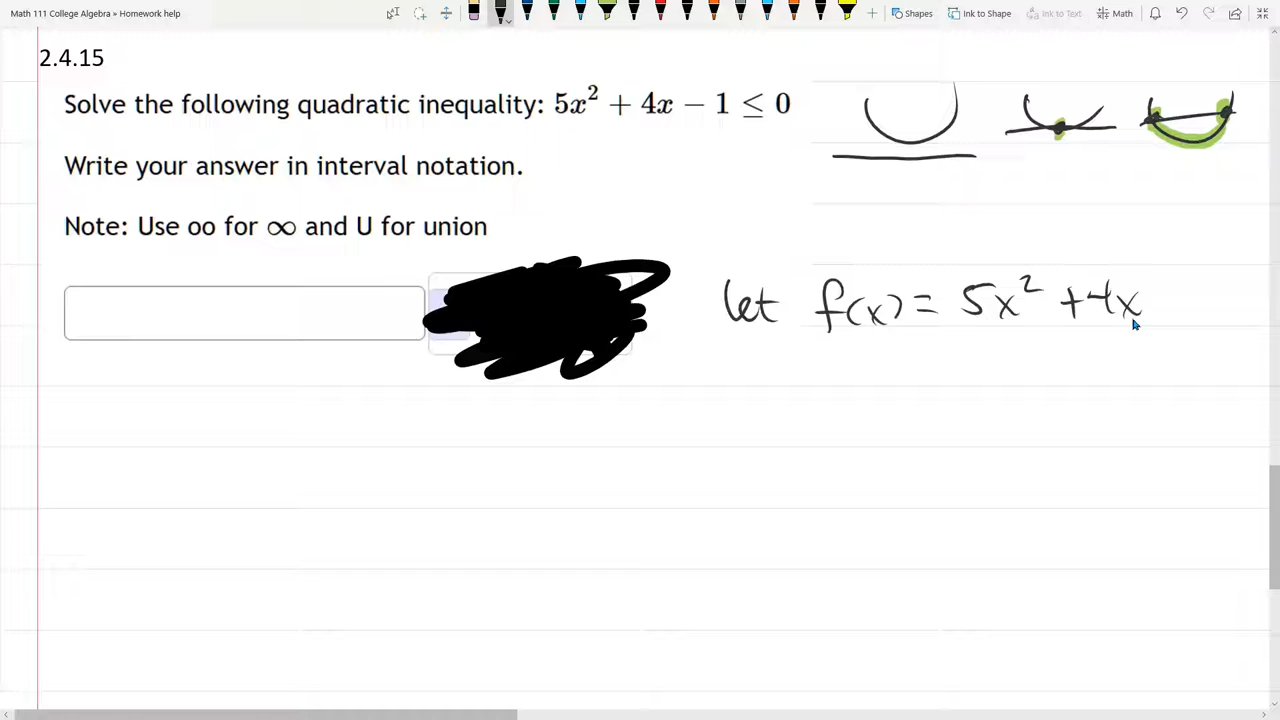 Math 111 College Algebra » Homework help
Shapes Ink to Shape Ink to Text Math
2.4.15
Solve the following quadratic inequality: 5x² + 4x − 1 ≤ 0
Write your answer in interval notation.
Note: Use oo for ∞ and U for union
let f(x) = 5x² + 4x